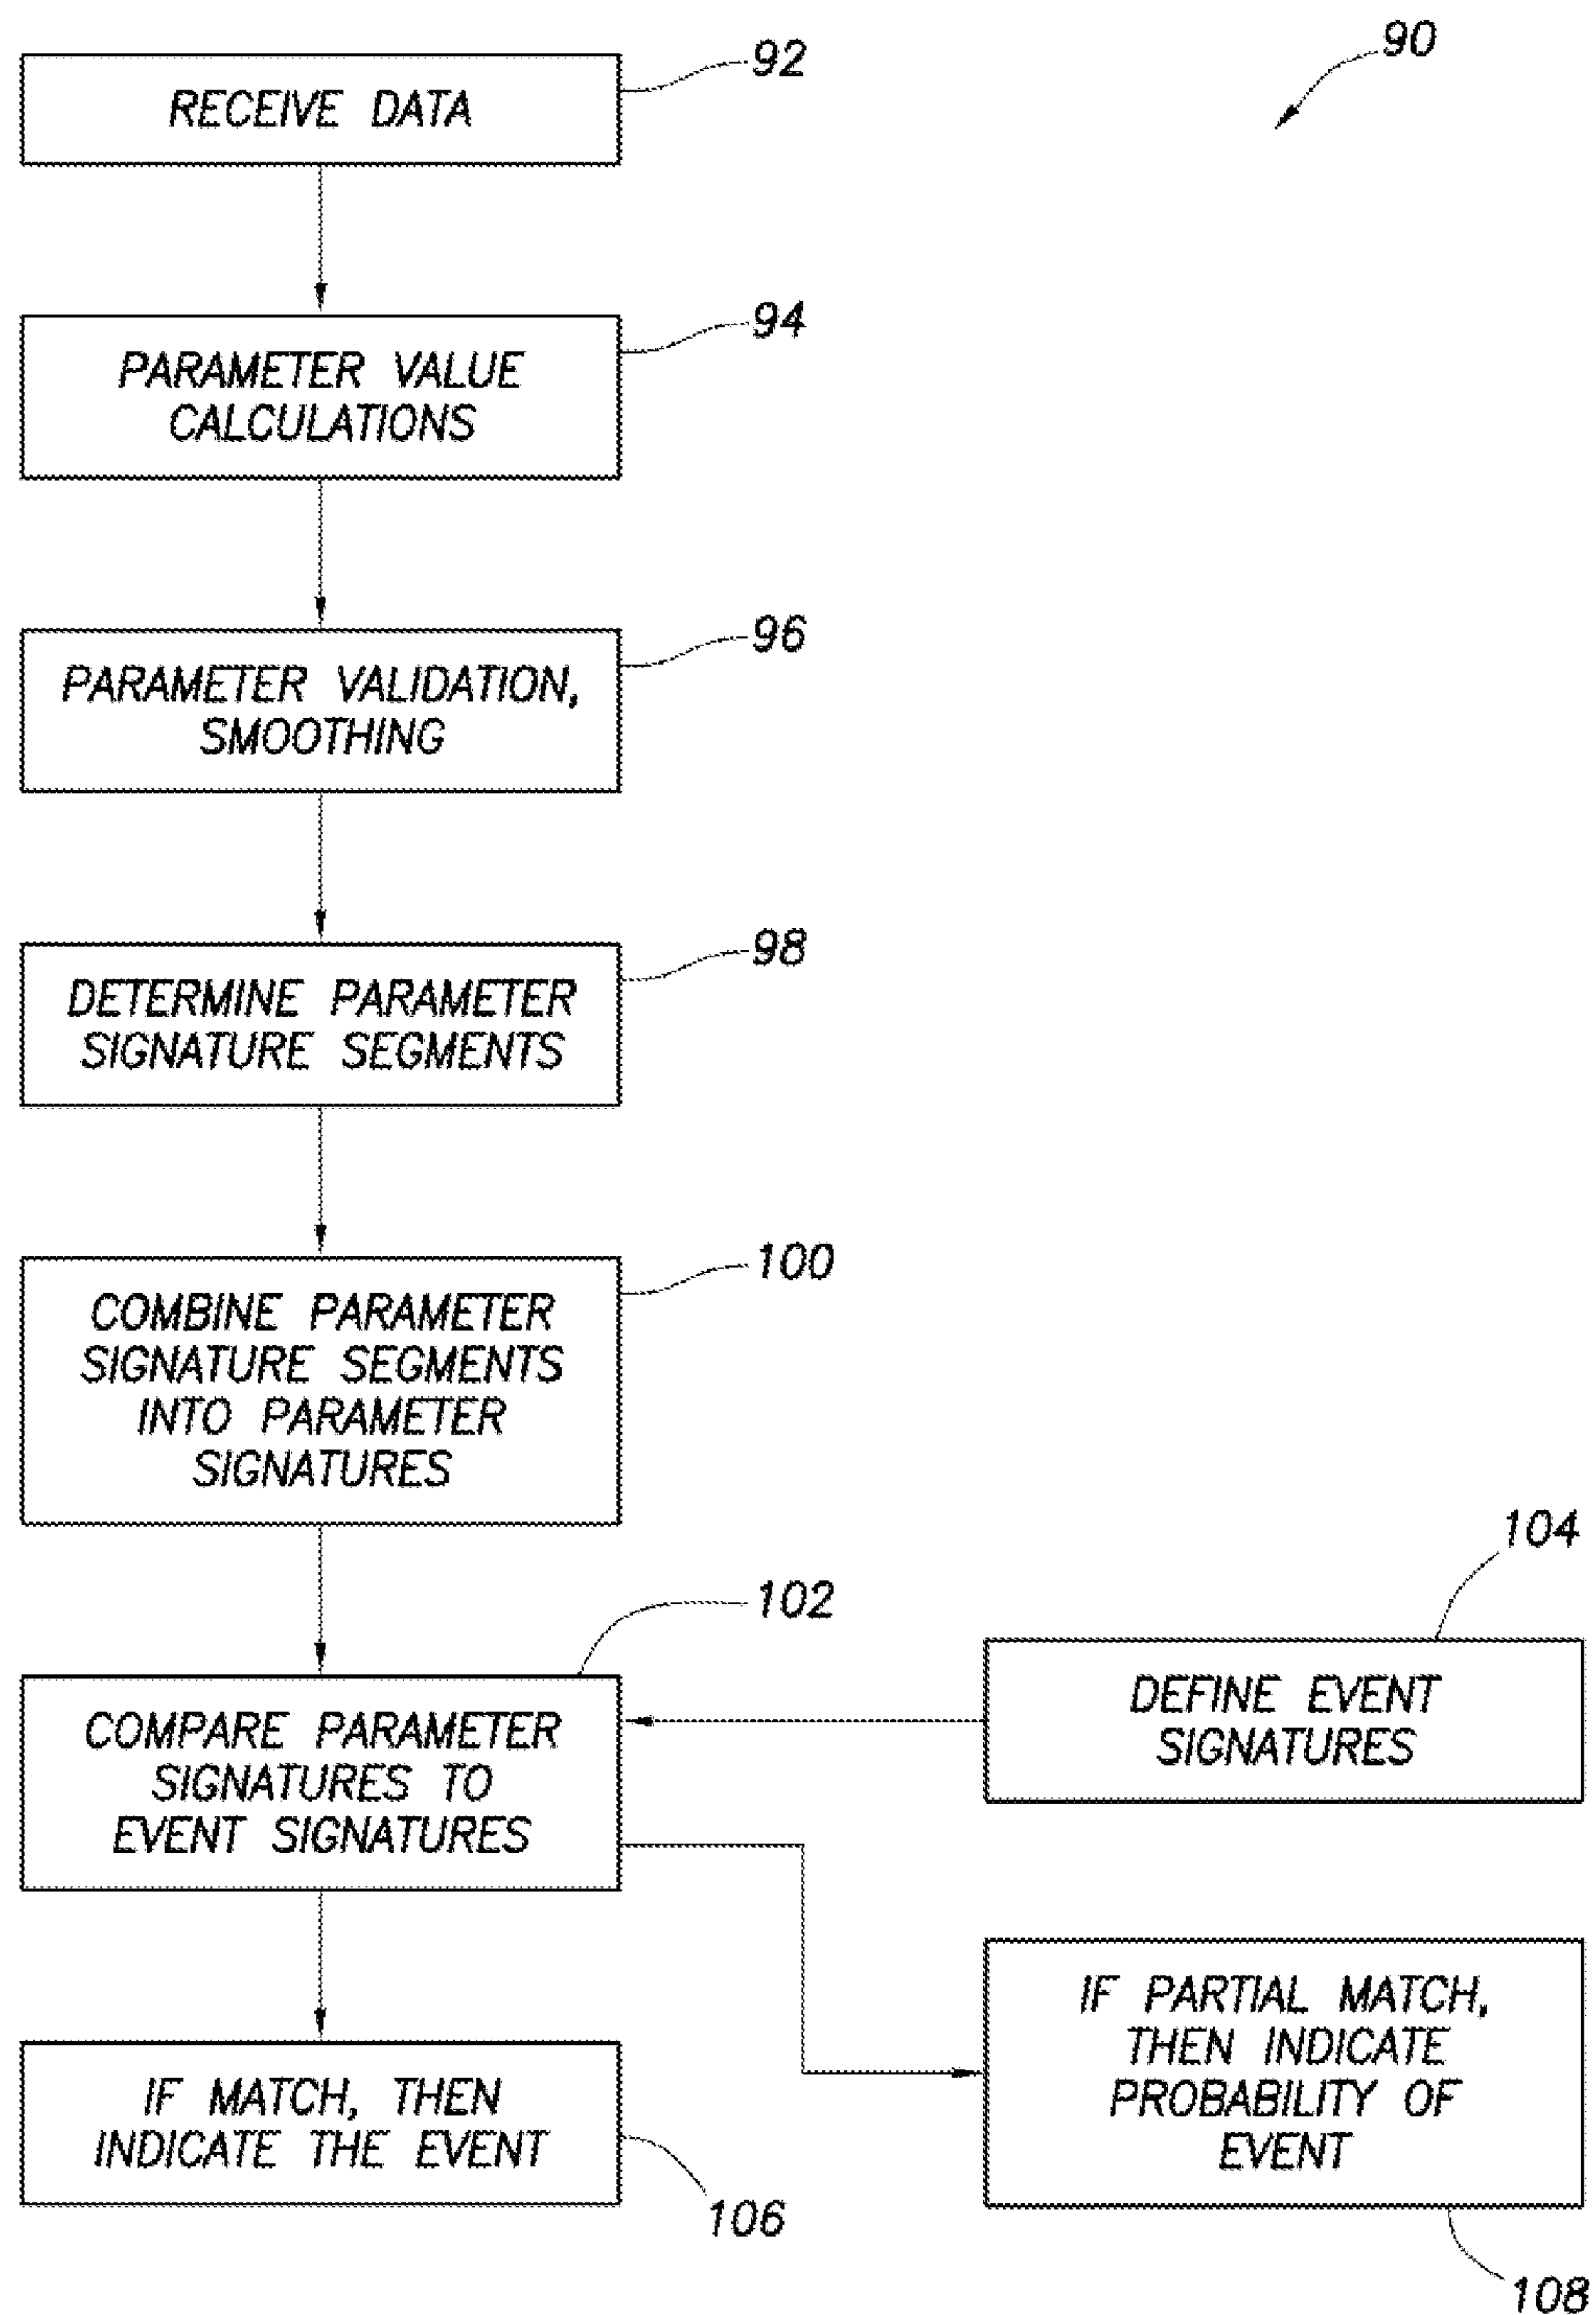 90
92
RECEIVE DATA
94
PARAMETER VALUE
CALCULATIONS
96
PARAMETER VALIDATION,
SMOOTHING
98
DETERMINE PARAMETER
SIGNATURE SEGMENTS
100
COMBINE PARAMETER
SIGNATURE SEGMENTS
INTO PARAMETER
SIGNATURES
102
COMPARE PARAMETER
SIGNATURES TO
EVENT SIGNATURES
104
DEFINE EVENT
SIGNATURES
IF MATCH, THEN
INDICATE THE EVENT
106
IF PARTIAL MATCH,
THEN INDICATE
PROBABILITY OF
EVENT
108